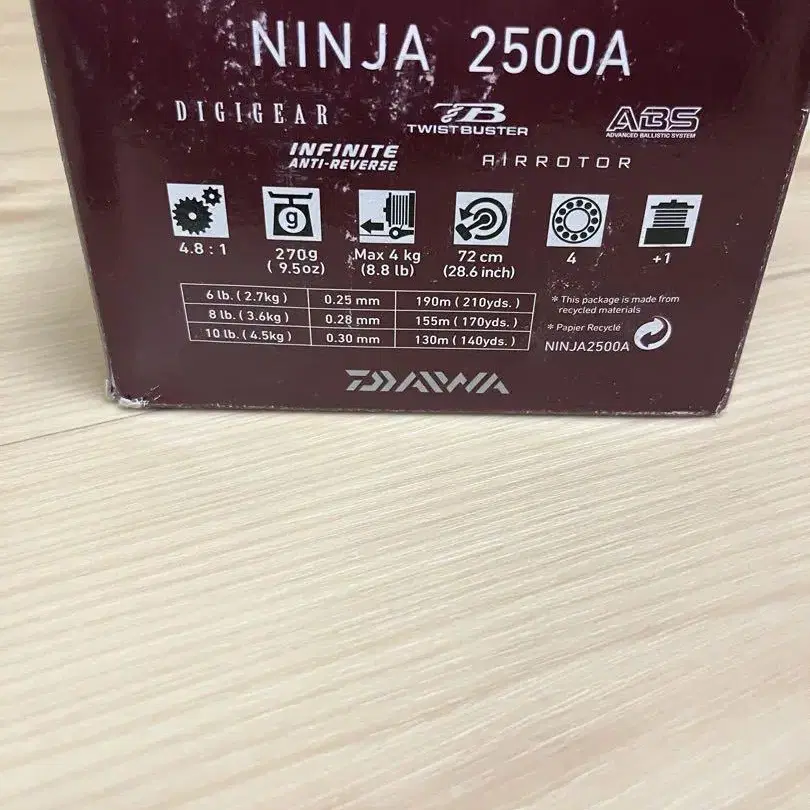 NINJA 2500A
DIGIGEAR
TB
TWISTBUSTER
ABS
ADVANCED BALLISTIC SYSTEM
INFINITE
ANTI-REVERSE
AIRROTOR
g
4.8 : 1
270g
( 9.5oz)
Max 4 kg
(8.8 lb)
72 cm
(28.6 inch)
4
+1
6 lb. ( 2.7kg ) 0.25 mm 190m ( 210yds. )
8 lb. ( 3.6kg ) 0.28 mm 155m ( 170yds. )
10 lb. ( 4.5kg ) 0.30 mm 130m ( 140yds. )
* This package is made from
recycled materials
* Papier Recyclé
NINJA2500A
DAIWA